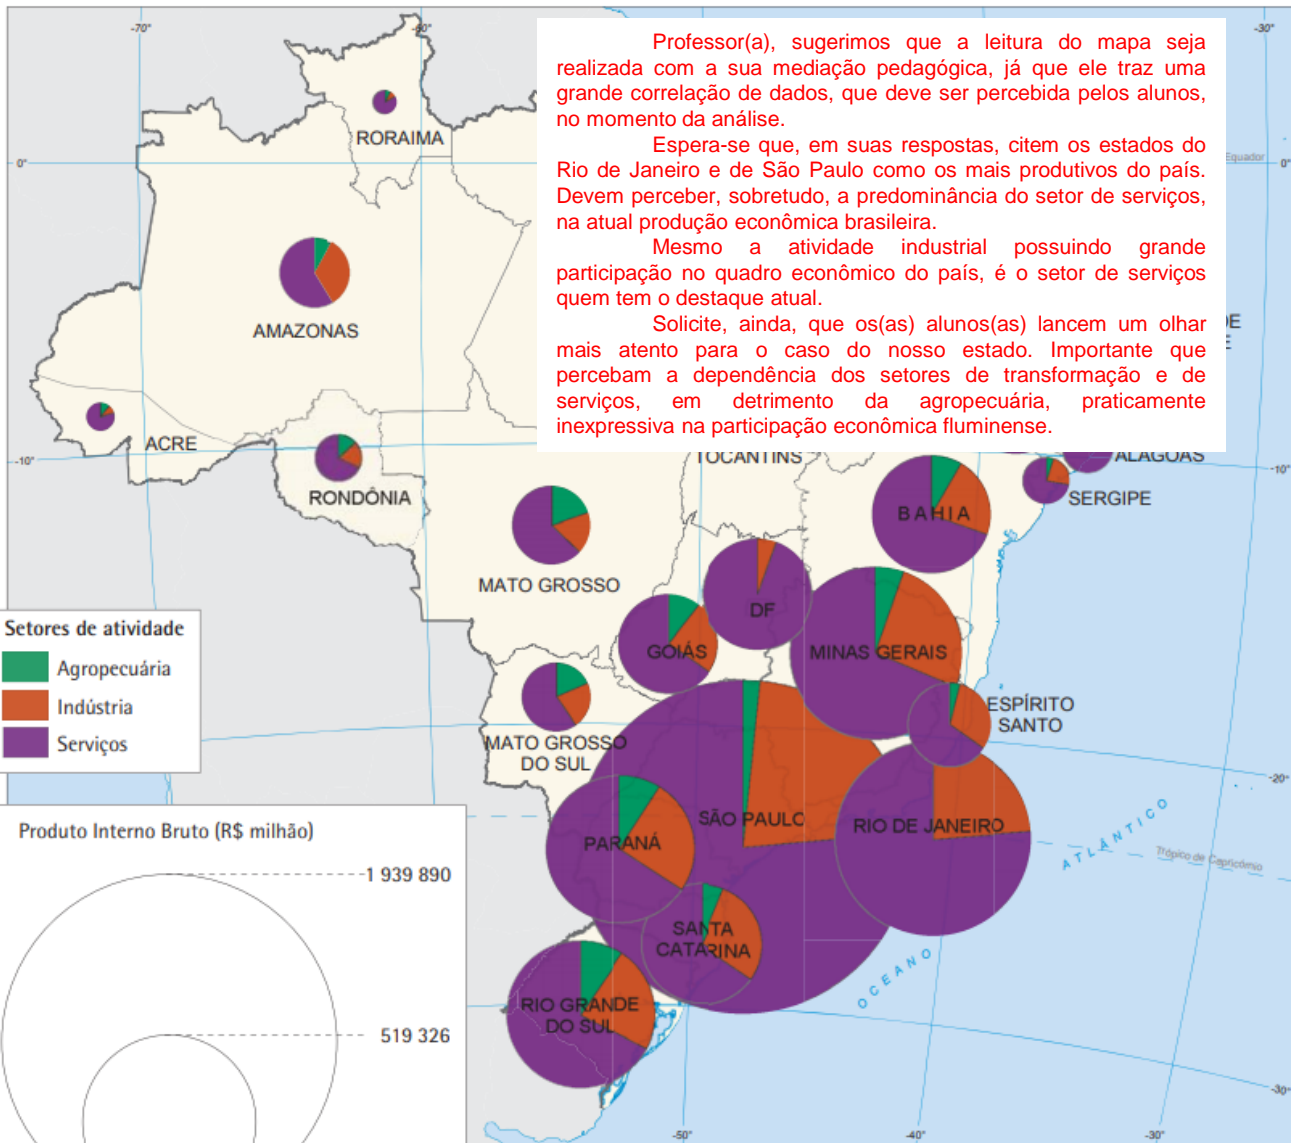 -70°
-60°
-30°
Professor(a), sugerimos que a leitura do mapa seja
realizada com a sua mediação pedagógica, já que ele traz uma
grande correlação de dados, que deve ser percebida pelos alunos,
no momento da análise.
Espera-se que, em suas respostas, citem os estados do
Rio de Janeiro e de São Paulo como os mais produtivos do país.
Devem perceber, sobretudo, a predominância do setor de serviços,
na atual produção econômica brasileira.
Mesmo a atividade industrial possuindo grande
participação no quadro econômico do país, é o setor de serviços
quem tem o destaque atual.
Solicite, ainda, que os(as) alunos(as) lancem um olhar
mais atento para o caso do nosso estado. Importante que
percebam a dependência dos setores de transformação e de
serviços, em detrimento da agropecuária, praticamente
inexpressiva na participação econômica fluminense.
RORAIMA
0°
Equador
0°
AMAZONAS
DE
ACRE
-10°
RONDÔNIA
TOCANTINS
ALAGOAS
-10°
SERGIPE
BAHIA
MATO GROSSO
DF
GOIÁS
MINAS GERAIS
Setores de atividade
Agropecuária
Indústria
Serviços
ESPÍRITO
SANTO
MATO GROSSO
DO SUL
-20°
SÃO PAULO
RIO DE JANEIRO
PARANÁ
OCEANO ATLÂNTICO
Trópico de Capricórnio
SANTA
CATARINA
RIO GRANDE
DO SUL
Produto Interno Bruto (R$ milhão)
1 939 890
519 326
-30°
-50°
-40°
-30°